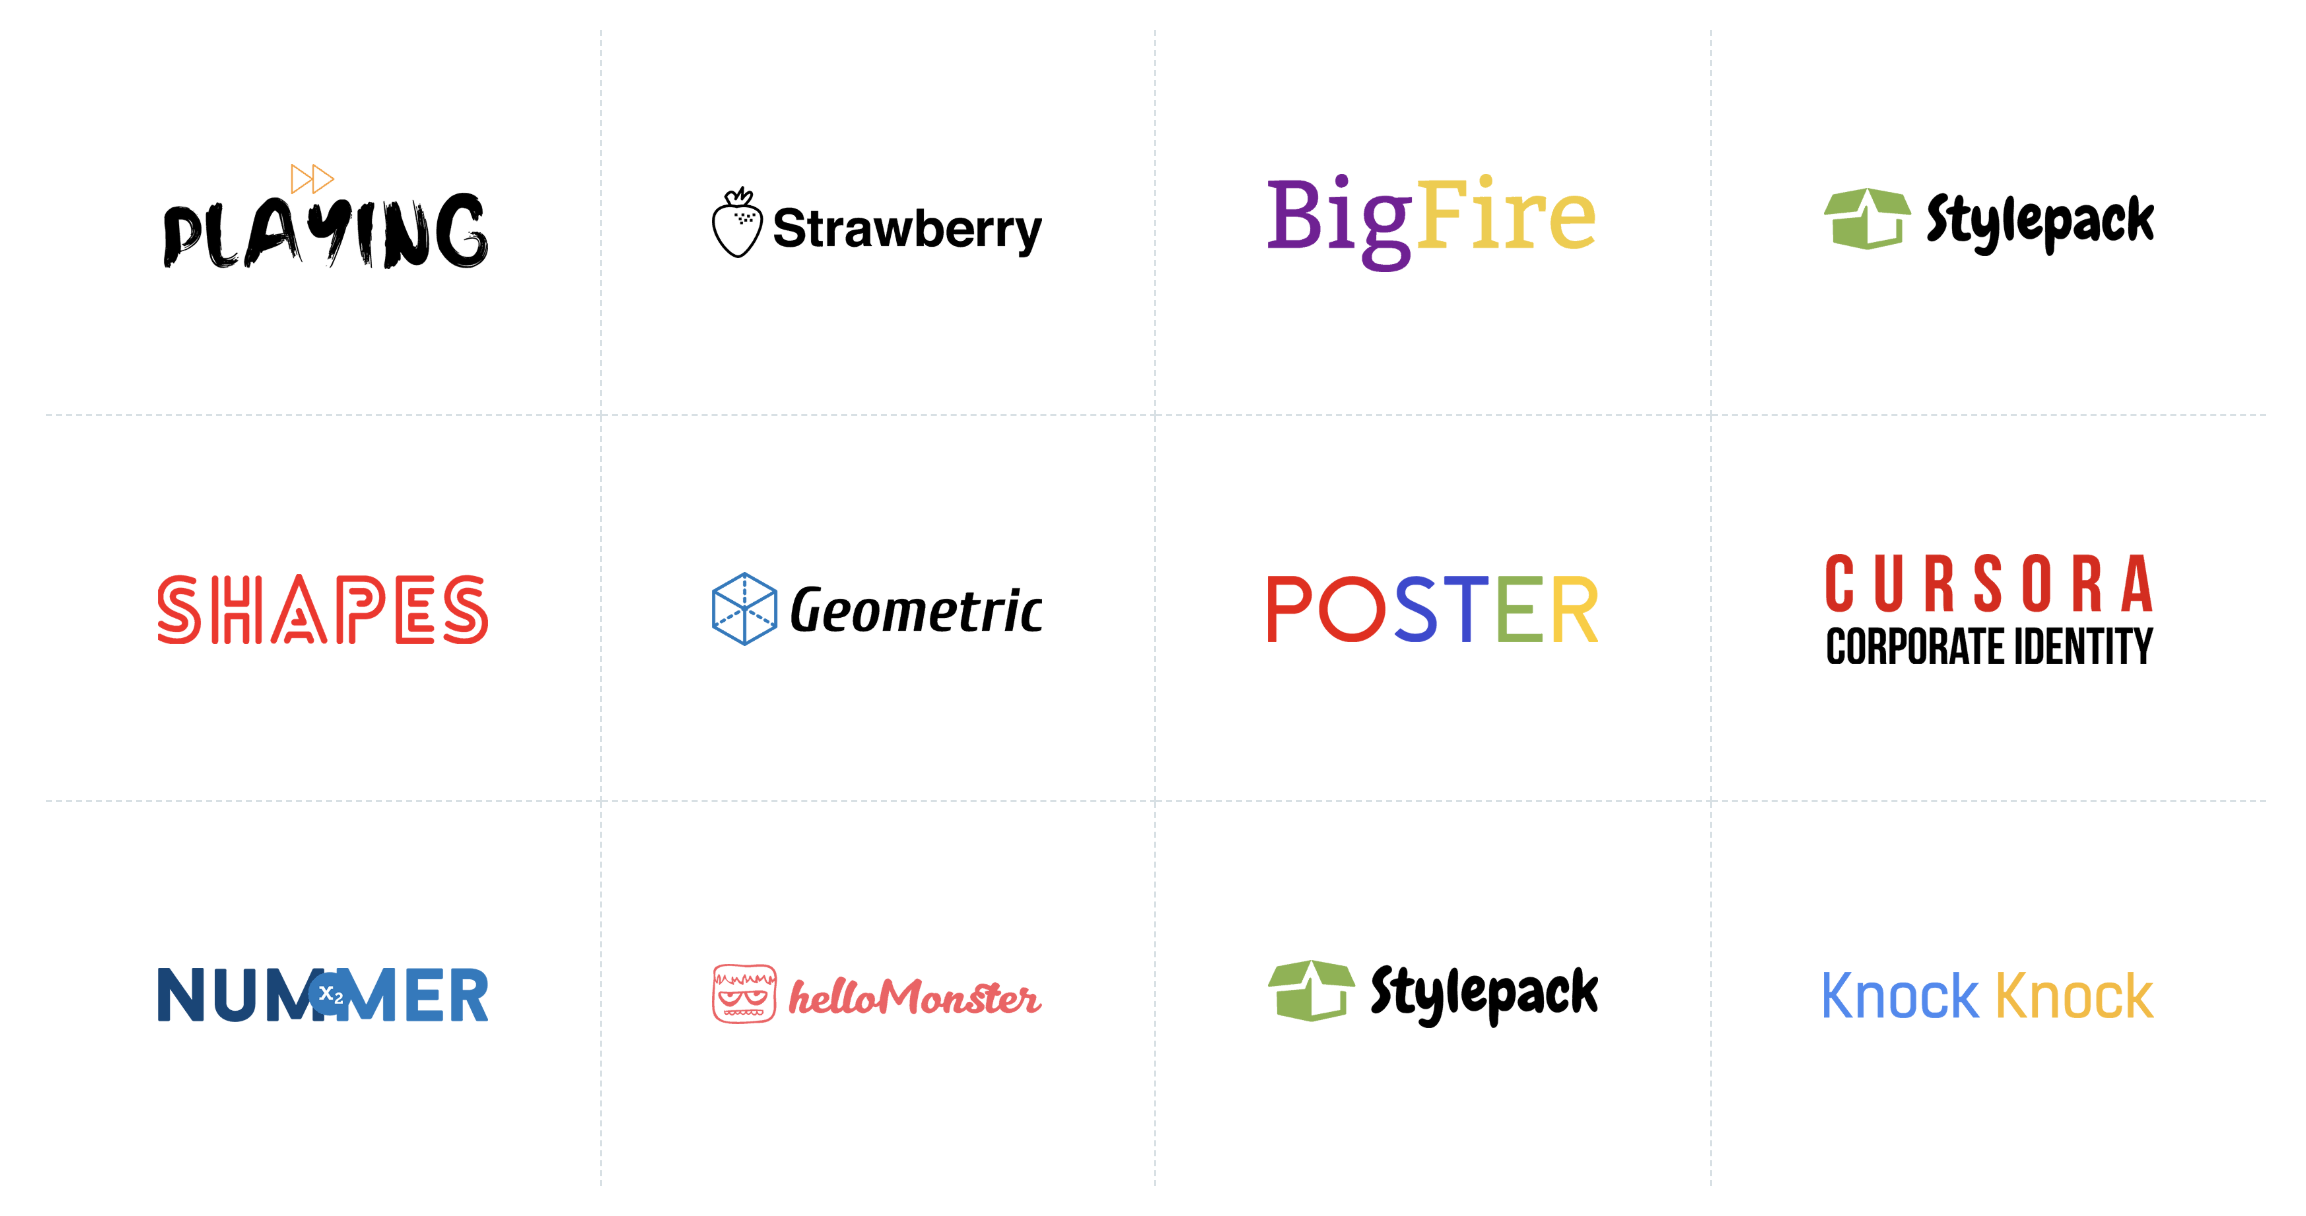 PLAYING
Strawberry
BigFire
Stylepack
SHAPES
Geometric
POSTER
CURSORA
CORPORATE IDENTITY
NUMMER
x2
helloMonster
Stylepack
Knock Knock